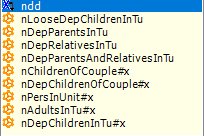 ndd
nLooseDepChildrenInTu
nDepParentsInTu
nDepRelativesInTu
nDepParentsAndRelativesInTu
nChildrenOfCouple#x
nDepChildrenOfCouple#x
nPersInUnit#x
nAdultsInTu#x
nDepChildrenInTu#x